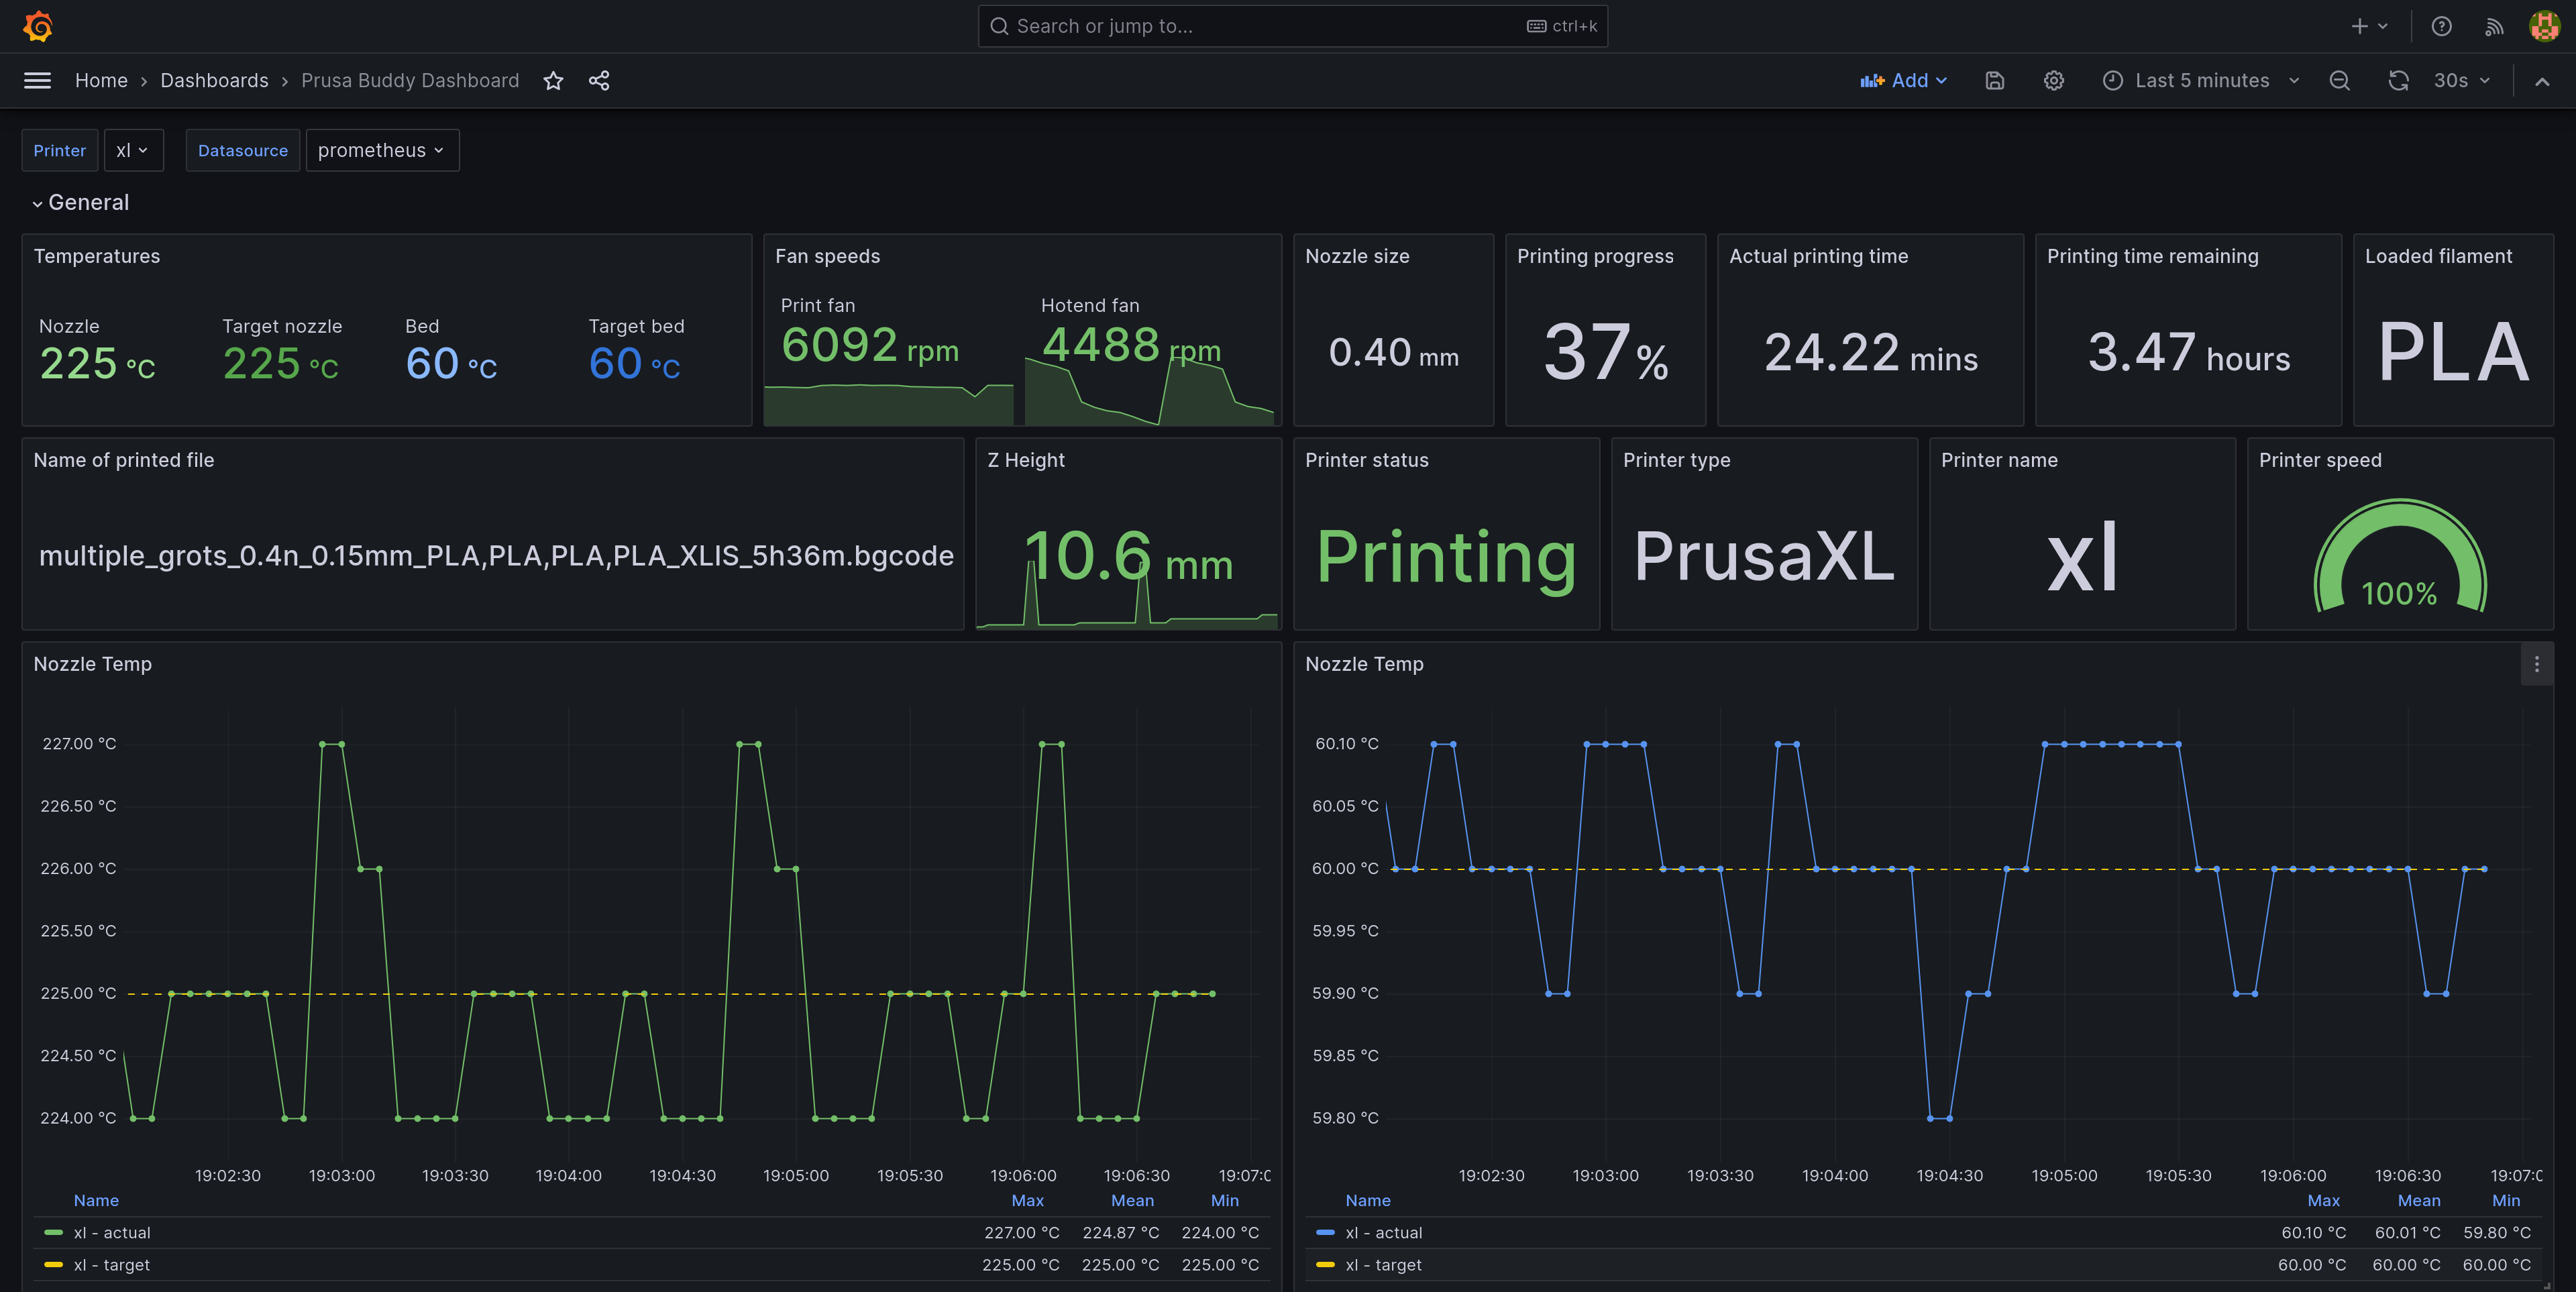 Search or jump to...
ctrl+k
Home › Dashboards › Prusa Buddy Dashboard
Add
Last 5 minutes
30s
Printer
xl
Datasource
prometheus
General
Temperatures
Nozzle
225 °C
Target nozzle
225 °C
Bed
60 °C
Target bed
60 °C
Fan speeds
Print fan
6092 rpm
Hotend fan
4488 rpm
Nozzle size
0.40 mm
Printing progress
37%
Actual printing time
24.22 mins
Printing time remaining
3.47 hours
Loaded filament
PLA
Name of printed file
multiple_grots_0.4n_0.15mm_PLA,PLA,PLA,PLA_XLIS_5h36m.bgcode
Z Height
10.6 mm
Printer status
Printing
Printer type
PrusaXL
Printer name
xl
Printer speed
100%
Nozzle Temp
227.00 °C
226.50 °C
226.00 °C
225.50 °C
225.00 °C
224.50 °C
224.00 °C
19:02:30 19:03:00 19:03:30 19:04:00 19:04:30 19:05:00 19:05:30 19:06:00 19:06:30 19:07:0
Name Max Mean Min
xl - actual 227.00 °C 224.87 °C 224.00 °C
xl - target 225.00 °C 225.00 °C 225.00 °C
Nozzle Temp
60.10 °C
60.05 °C
60.00 °C
59.95 °C
59.90 °C
59.85 °C
59.80 °C
19:02:30 19:03:00 19:03:30 19:04:00 19:04:30 19:05:00 19:05:30 19:06:00 19:06:30 19:07:0
Name Max Mean Min
xl - actual 60.10 °C 60.01 °C 59.80 °C
xl - target 60.00 °C 60.00 °C 60.00 °C